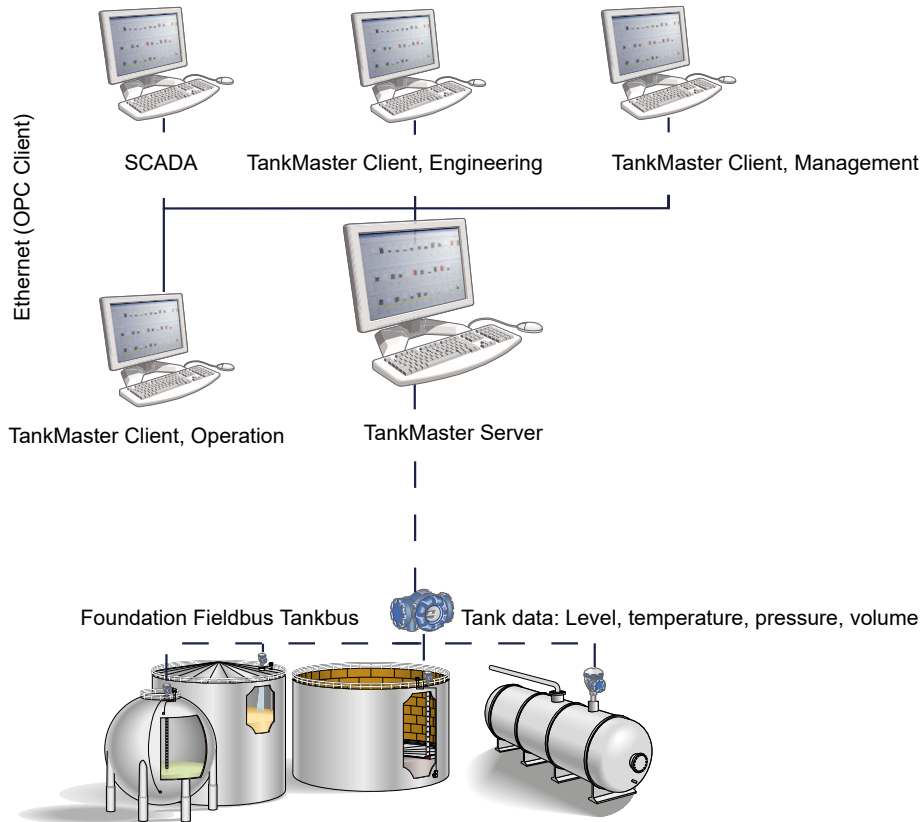 SCADA
TankMaster Client, Engineering
TankMaster Client, Management
Ethernet (OPC Client)
TankMaster Client, Operation
TankMaster Server
Foundation Fieldbus Tankbus
Tank data: Level, temperature, pressure, volume